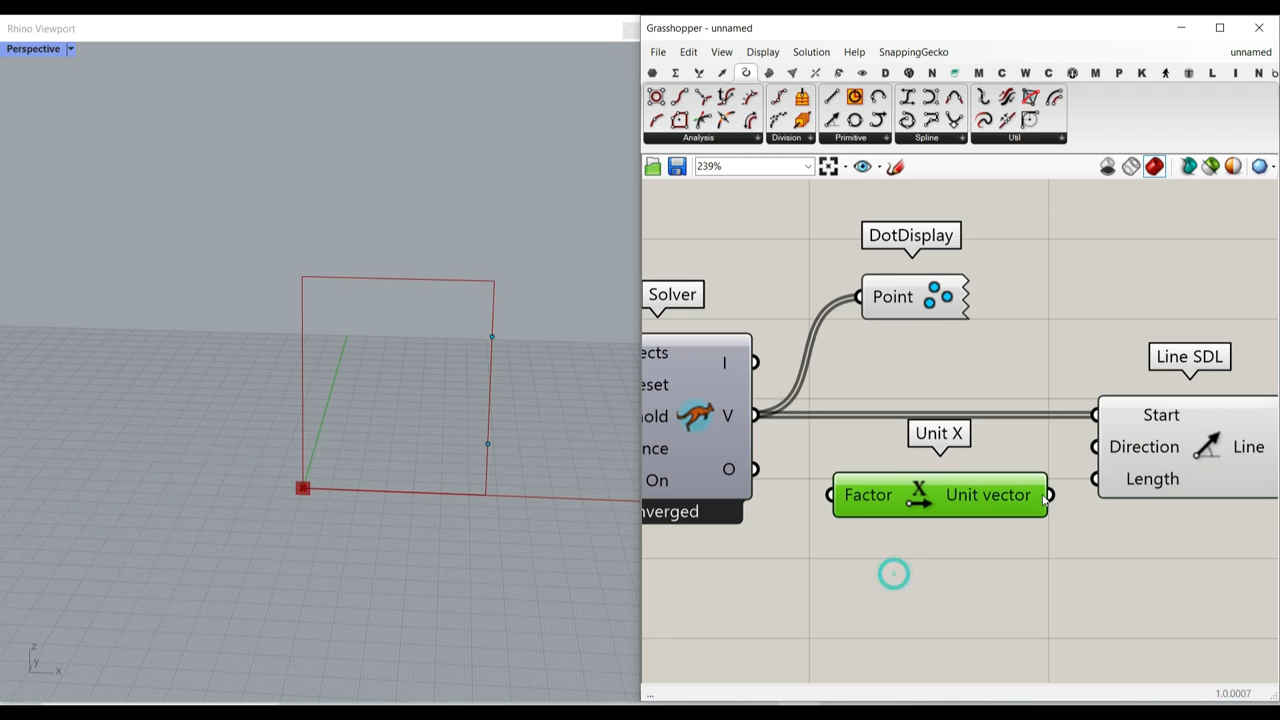 Rhino Viewport
Perspective
z
y
x
Grasshopper - unnamed
File Edit View Display Solution Help SnappingGecko unnamed
D N M C W C M P K L I N
Analysis Division Primitive Spline Util
239%
DotDisplay
Point
Solver
ects
eset
old
nce
On
I
V
O
nverged
Unit X
Factor X Unit vector
Line SDL
Start
Direction Line
Length
...
1.0.0007